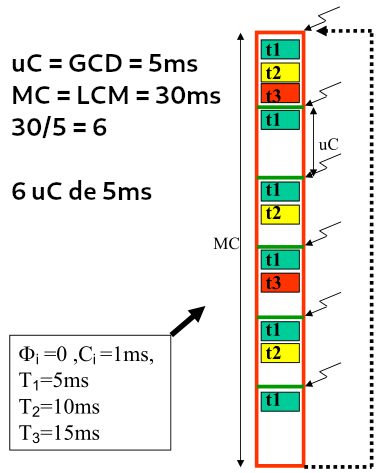 uC = GCD = 5ms
MC = LCM = 30ms
30/5 = 6
6 uC de 5ms
t1
t2
t3
t1
uC
t1
t2
MC
t1
t3
t1
t2
t1
Φi =0 ,Ci =1ms,
T1=5ms
T2=10ms
T3=15ms